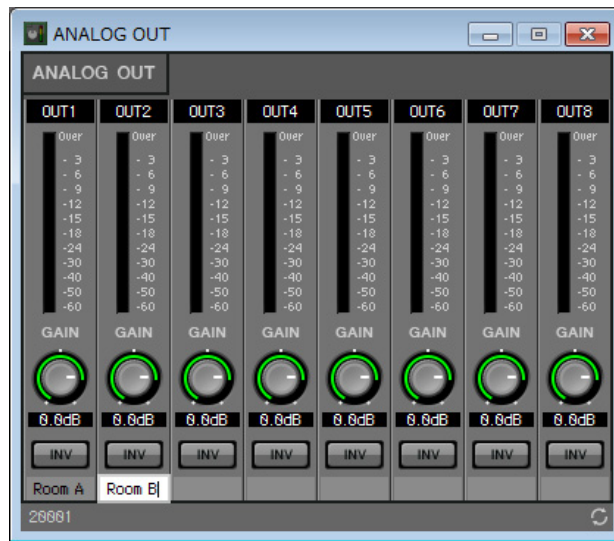 ANALOG OUT
ANALOG OUT
OUT1 OUT2 OUT3 OUT4 OUT5 OUT6 OUT7 OUT8
Over Over Over Over Over Over Over Over
- 3 - 3 - 3 - 3 - 3 - 3 - 3 - 3
- 6 - 6 - 6 - 6 - 6 - 6 - 6 - 6
- 9 - 9 - 9 - 9 - 9 - 9 - 9 - 9
-12 -12 -12 -12 -12 -12 -12 -12
-15 -15 -15 -15 -15 -15 -15 -15
-18 -18 -18 -18 -18 -18 -18 -18
-24 -24 -24 -24 -24 -24 -24 -24
-30 -30 -30 -30 -30 -30 -30 -30
-40 -40 -40 -40 -40 -40 -40 -40
-50 -50 -50 -50 -50 -50 -50 -50
-60 -60 -60 -60 -60 -60 -60 -60
GAIN GAIN GAIN GAIN GAIN GAIN GAIN GAIN
0.0dB 0.0dB 0.0dB 0.0dB 0.0dB 0.0dB 0.0dB 0.0dB
INV INV INV INV INV INV INV INV
Room A Room B
20001